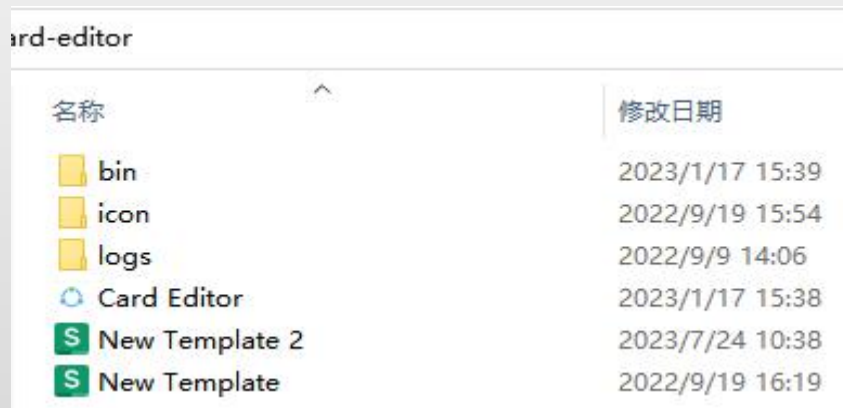 ard-editor
名称 修改日期
bin 2023/1/17 15:39
icon 2022/9/19 15:54
logs 2022/9/9 14:06
Card Editor 2023/1/17 15:38
S New Template 2 2023/7/24 10:38
S New Template 2022/9/19 16:19